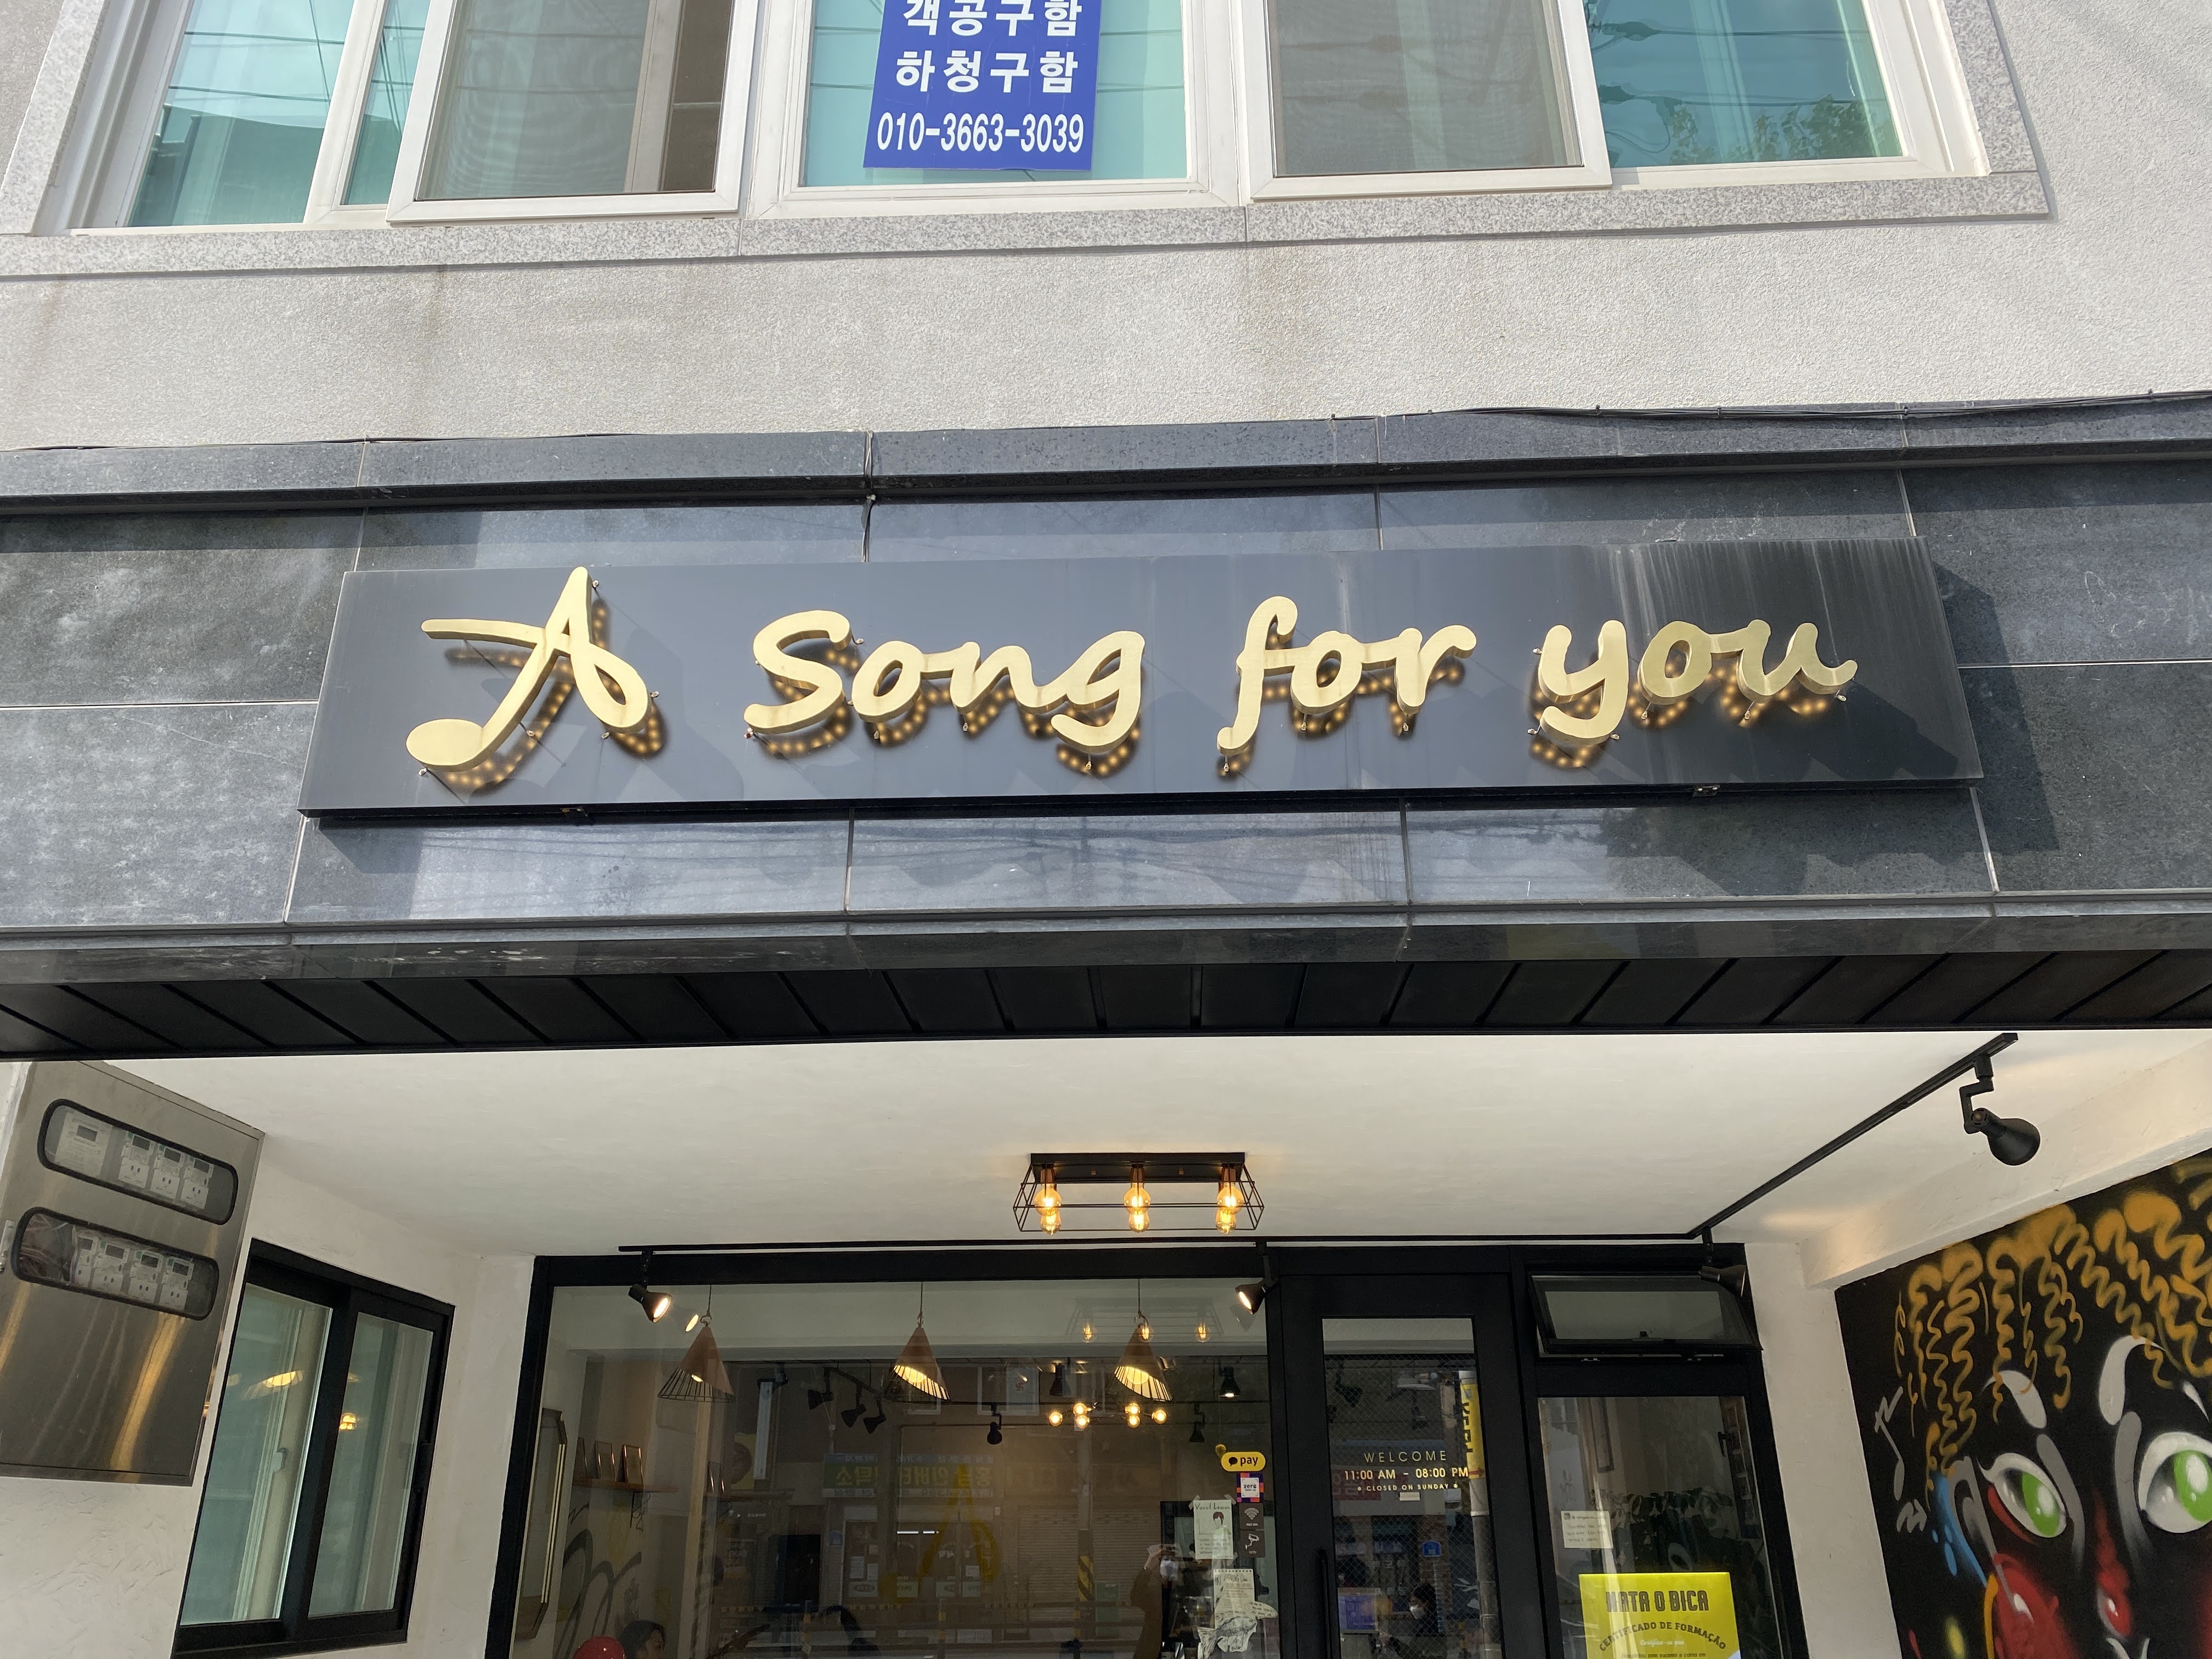 객공구함
하청구함
010-3663-3039
A Song for you
pay
WELCOME
11:00 AM - 08:00 PM
CLOSED ON SUNDAY
KATA O BICA
CERTIFICADO DE FORMAÇÃO